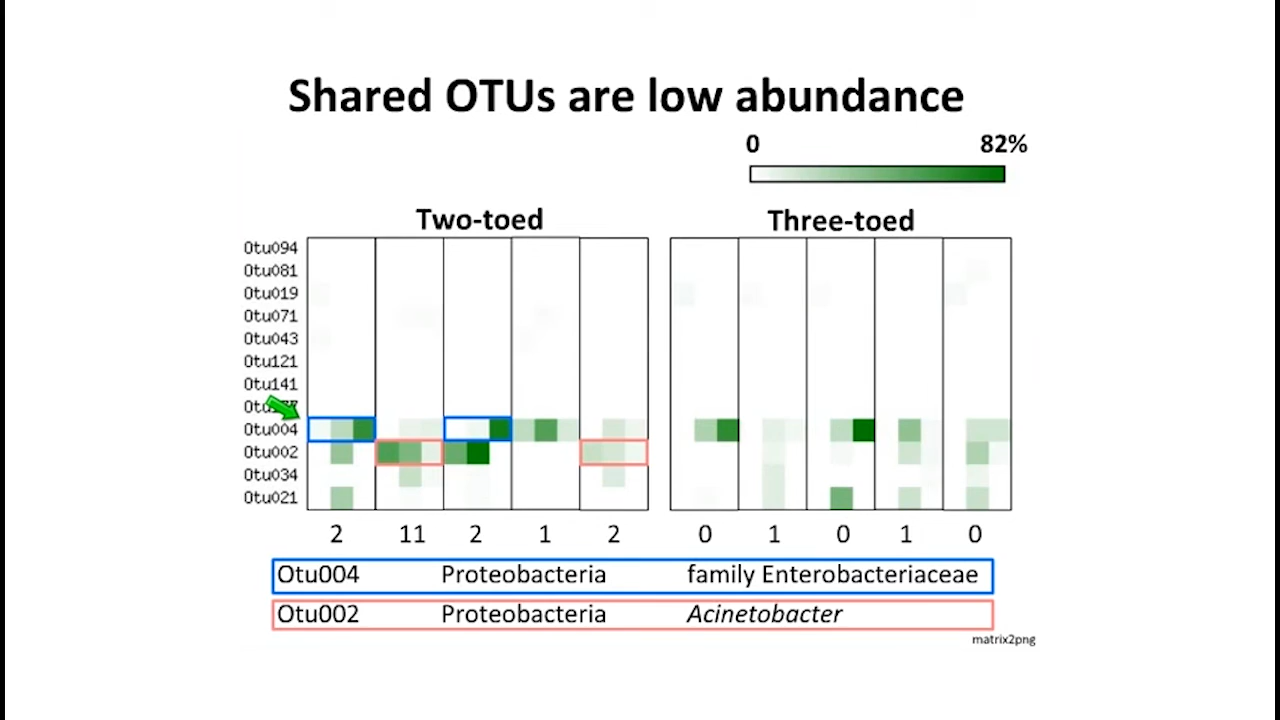 Shared OTUs are low abundance
0 82%
Two-toed Three-toed
Otu094
Otu081
Otu019
Otu071
Otu043
Otu121
Otu141
Otu004
Otu002
Otu034
Otu021
2 11 2 1 2 0 1 0 1 0
Otu004 Proteobacteria family Enterobacteriaceae
Otu002 Proteobacteria Acinetobacter
matrix2png